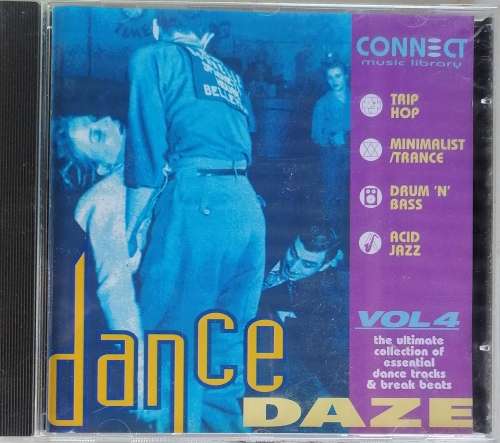 CONNECT
music library
TRIP
HOP
MINIMALIST
/TRANCE
DRUM 'N'
BASS
ACID
JAZZ
VOL 4
the ultimate
collection of
essential
dance tracks
& break beats
dance
DAZE